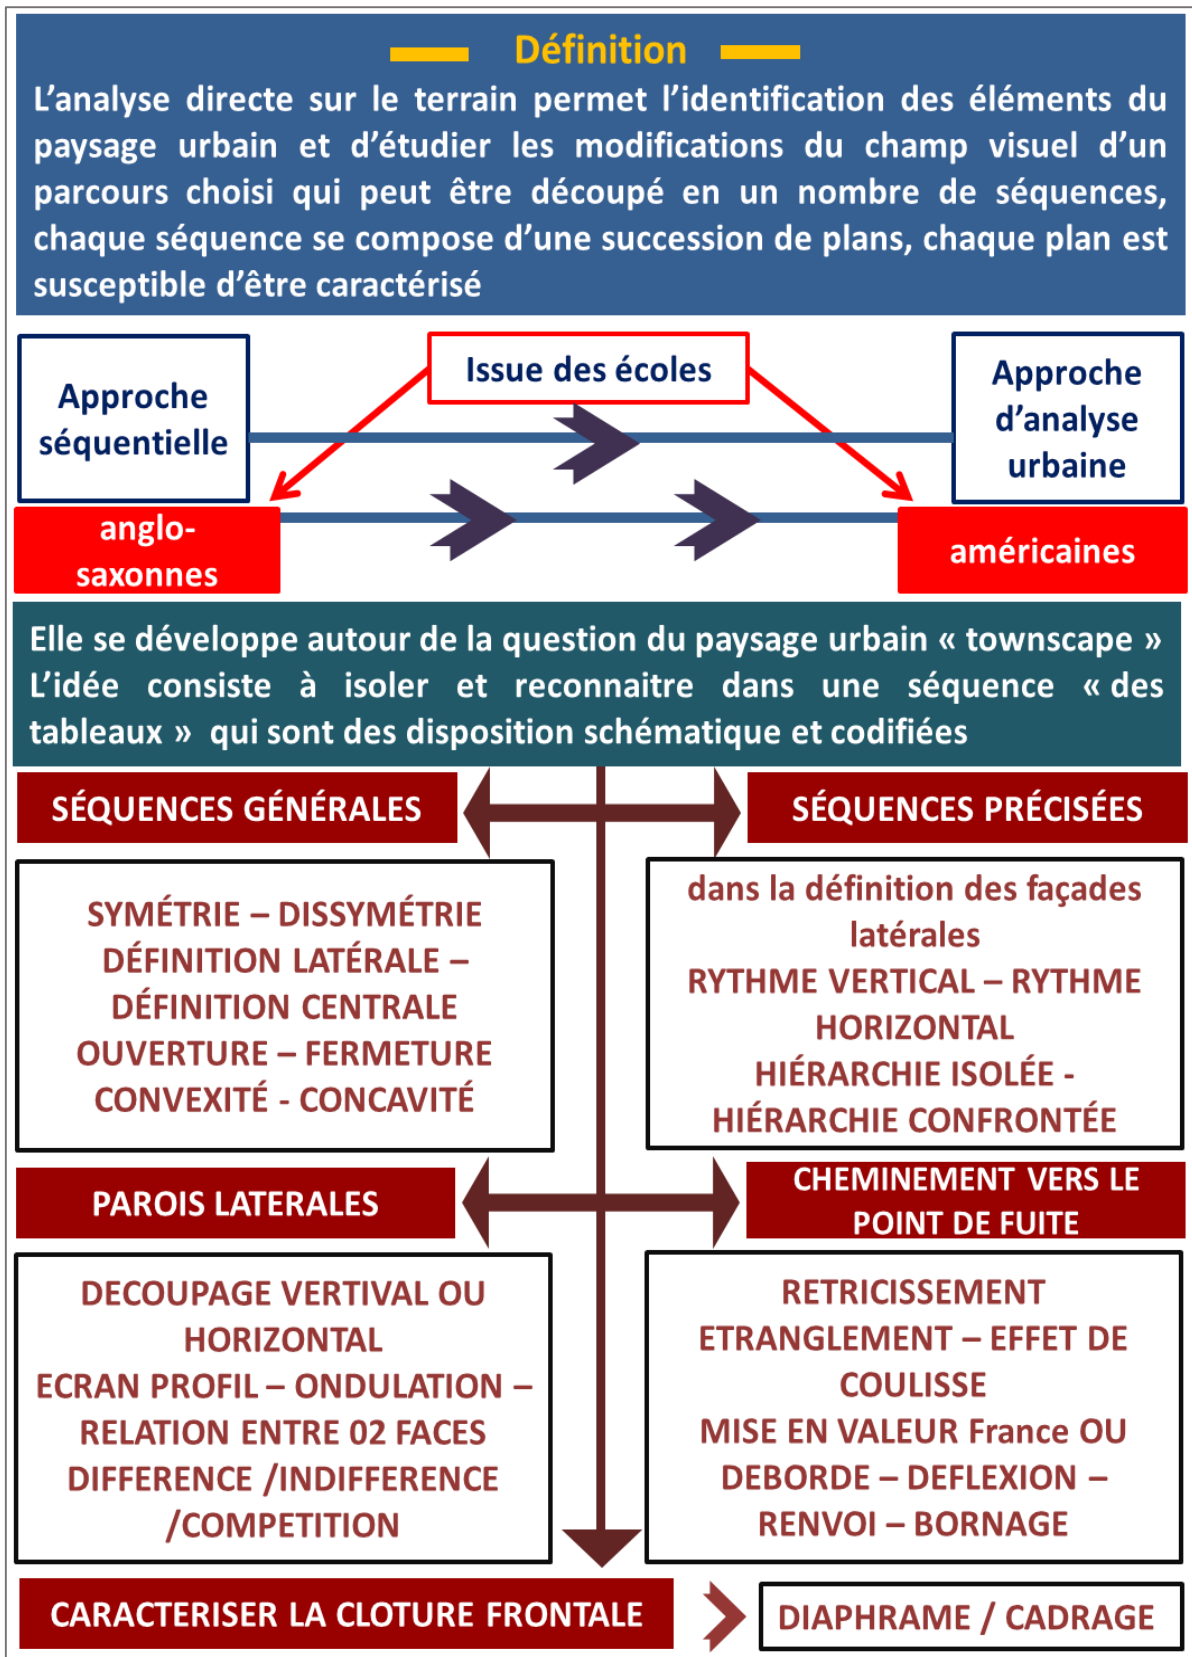 Définition
L’analyse directe sur le terrain permet l’identification des éléments du
paysage urbain et d’étudier les modifications du champ visuel d’un
parcours choisi qui peut être découpé en un nombre de séquences,
chaque séquence se compose d’une succession de plans, chaque plan est
susceptible d’être caractérisé
Issue des écoles
Approche
séquentielle
Approche
d’analyse
urbaine
anglo-
saxonnes
américaines
Elle se développe autour de la question du paysage urbain « townscape »
L’idée consiste à isoler et reconnaitre dans une séquence « des
tableaux » qui sont des disposition schématique et codifiées
SÉQUENCES GÉNÉRALES
SÉQUENCES PRÉCISÉES
SYMÉTRIE – DISSYMÉTRIE
DÉFINITION LATÉRALE –
DÉFINITION CENTRALE
OUVERTURE – FERMETURE
CONVEXITÉ - CONCAVITÉ
dans la définition des façades
latérales
RYTHME VERTICAL – RYTHME
HORIZONTAL
HIÉRARCHIE ISOLÉE -
HIÉRARCHIE CONFRONTÉE
PAROIS LATERALES
CHEMINEMENT VERS LE
POINT DE FUITE
DECOUPAGE VERTIVAL OU
HORIZONTAL
ECRAN PROFIL – ONDULATION –
RELATION ENTRE 02 FACES
DIFFERENCE /INDIFFERENCE
/COMPETITION
RETRICISSEMENT
ETRANGLEMENT – EFFET DE
COULISSE
MISE EN VALEUR France OU
DEBORDE – DEFLEXION –
RENVOI – BORNAGE
CARACTERISER LA CLOTURE FRONTALE
DIAPHRAME / CADRAGE